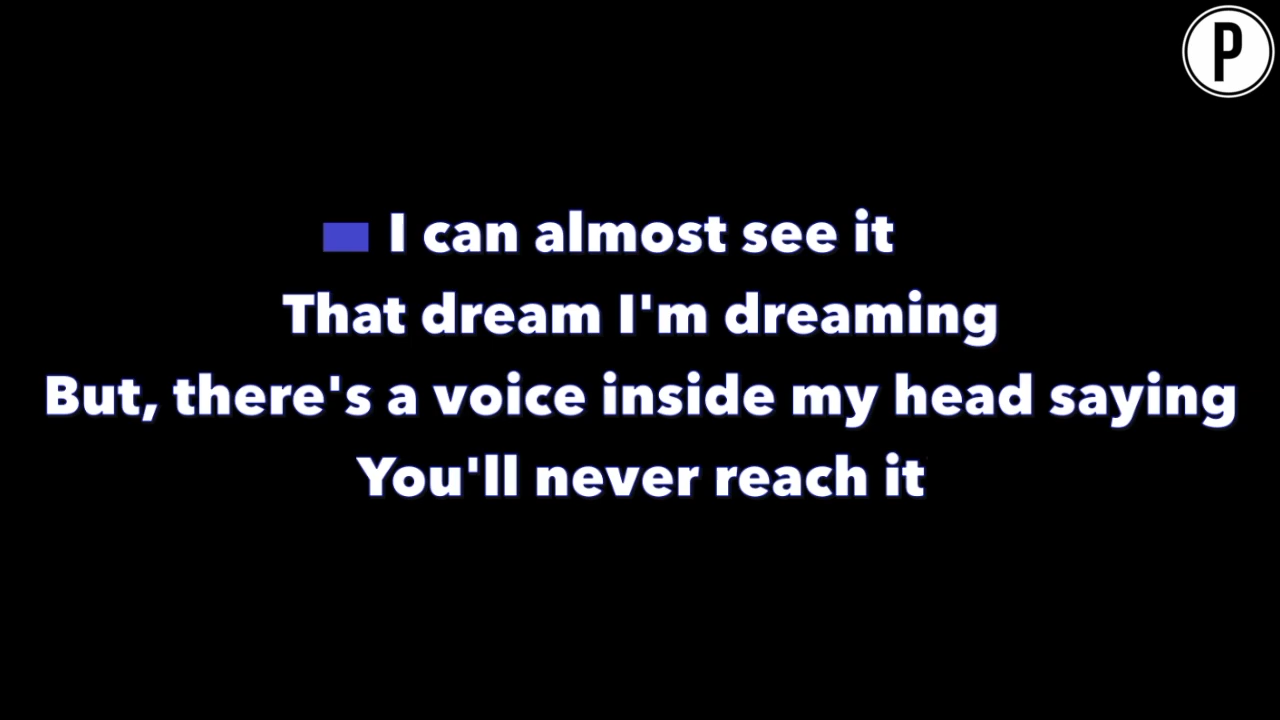 P
I can almost see it
That dream I'm dreaming
But, there's a voice inside my head saying
You'll never reach it